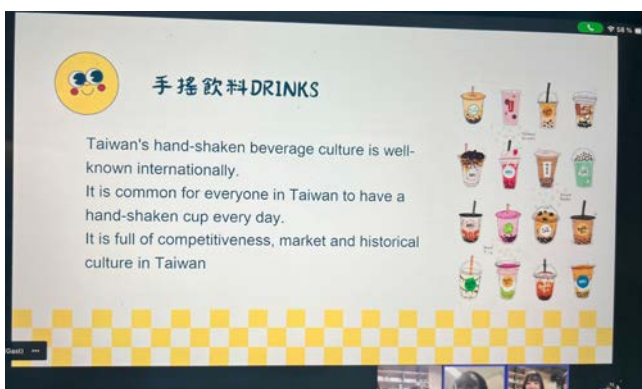 58 %
手搖飲料DRINKS
Taiwan's hand-shaken beverage culture is well-
known internationally.
It is common for everyone in Taiwan to have a
hand-shaken cup every day.
It is full of competitiveness, market and historical
culture in Taiwan